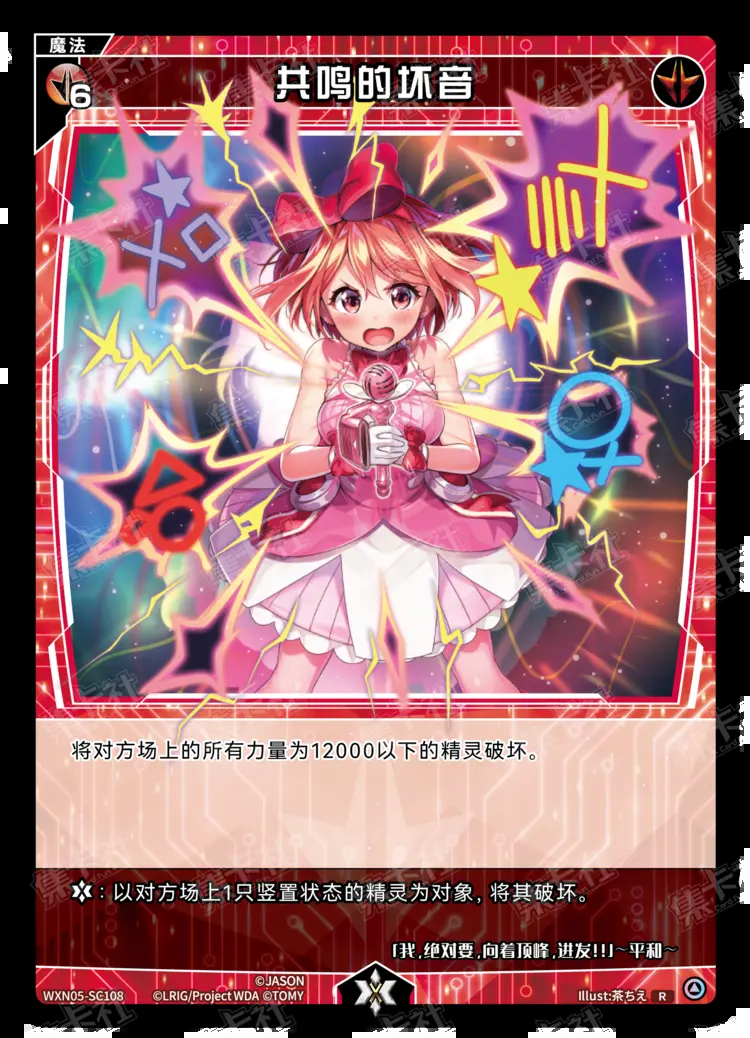 魔法
6
共鸣的坏音
将对方场上的所有力量为12000以下的精灵破坏。
：以对方场上1只竖置状态的精灵为对象，将其破坏。
「我,绝对要,向着顶峰,进发!!」～平和～
©JASON
WXN05-SC108 ©LRIG/Project WDA ©TOMY Illust:茶ちえ R
集卡社